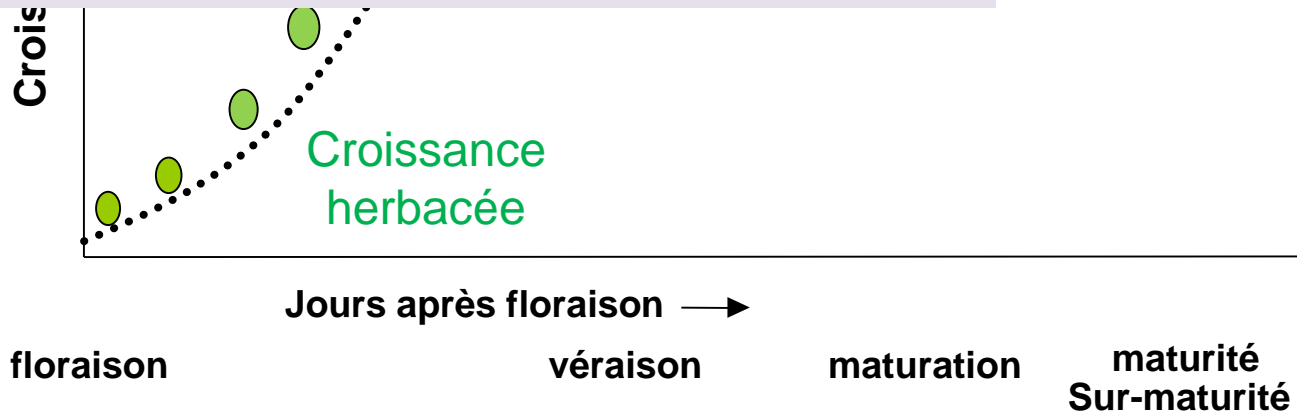 Crois
Croissance
herbacée
Jours après floraison
floraison
véraison
maturation
maturité
Sur-maturité